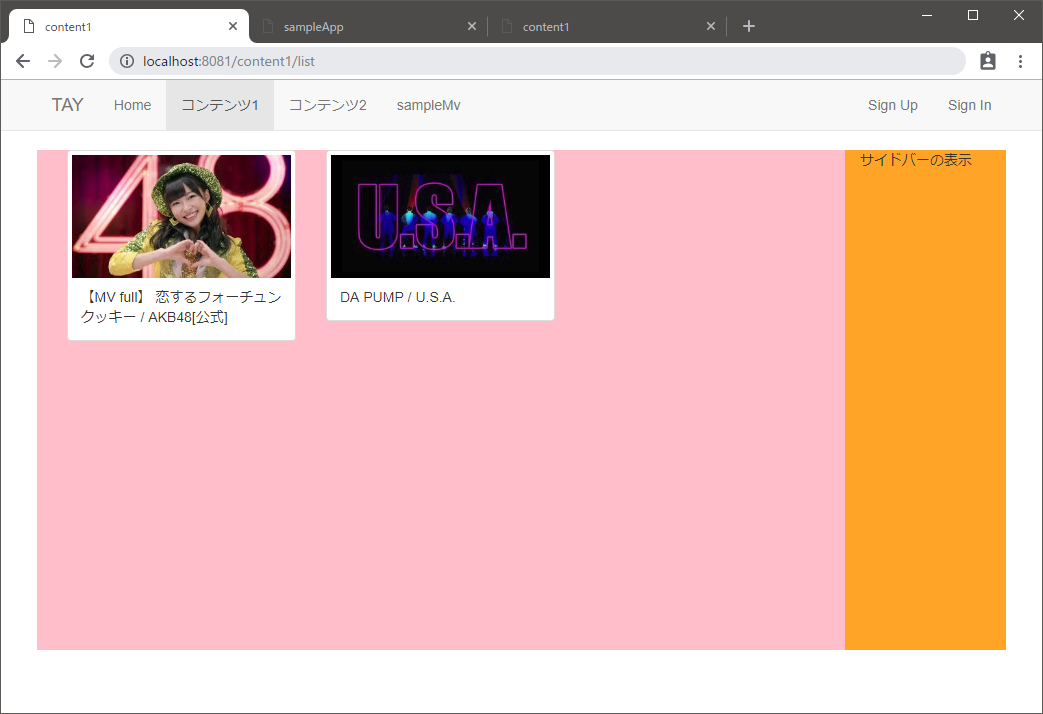 content1
sampleApp
content1
localhost:8081/content1/list
TAY
Home
コンテンツ1
コンテンツ2
sampleMv
Sign Up
Sign In
48
U.S.A.
サイドバーの表示
【MV full】 恋するフォーチュン
クッキー / AKB48[公式]
DA PUMP / U.S.A.